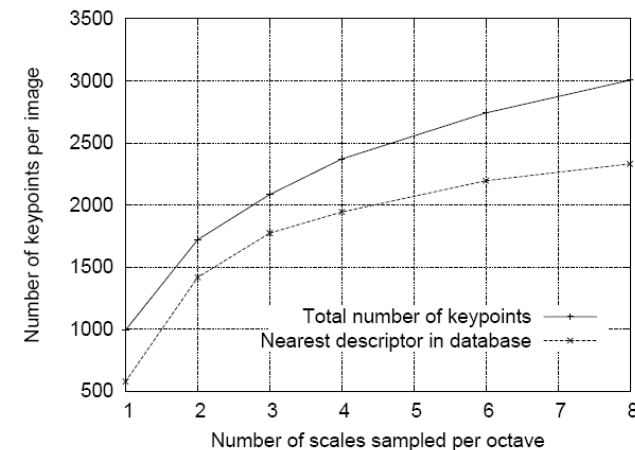 3500
3000
2500
2000
1500
1000
500
Number of keypoints per image
Total number of keypoints
Nearest descriptor in database
1 2 3 4 5 6 7 8
Number of scales sampled per octave